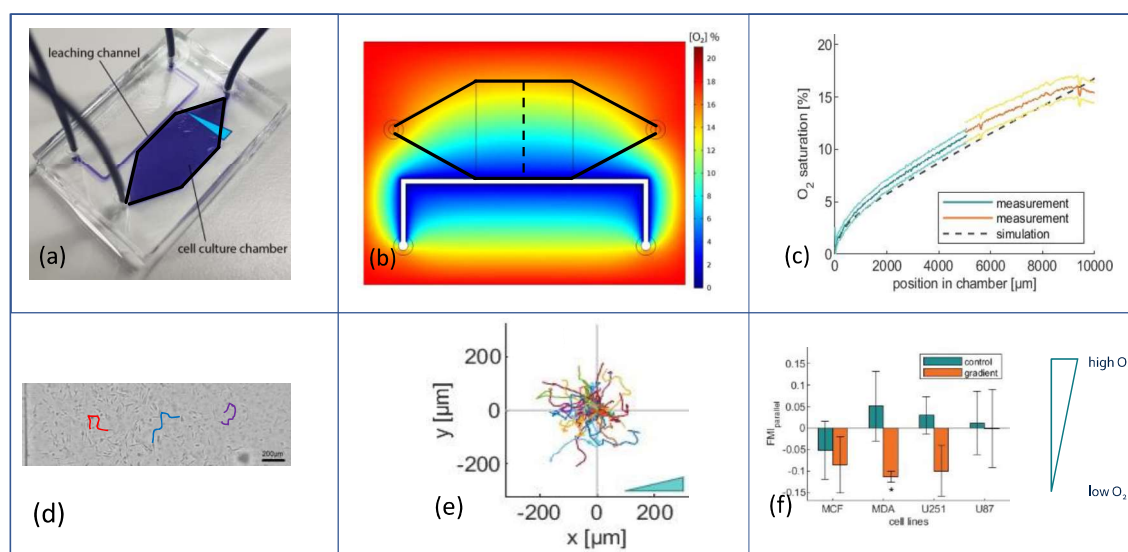 leaching channel
cell culture chamber
(a)
[O₂] %
20
18
16
14
12
10
8
6
4
2
0
(b)
20
15
10
5
0
O₂ saturation [%]
measurement
measurement
simulation
0 2000 4000 6000 8000 10000
position in chamber [µm]
(c)
200µm
(d)
200
0
-200
y [µm]
-200 0 200
x [µm]
(e)
0.15
0.1
0.05
0
-0.05
-0.1
-0.15
FMI parallel
control
gradient
*
MCF MDA U251 U87
cell lines
(f)
high O
low O₂